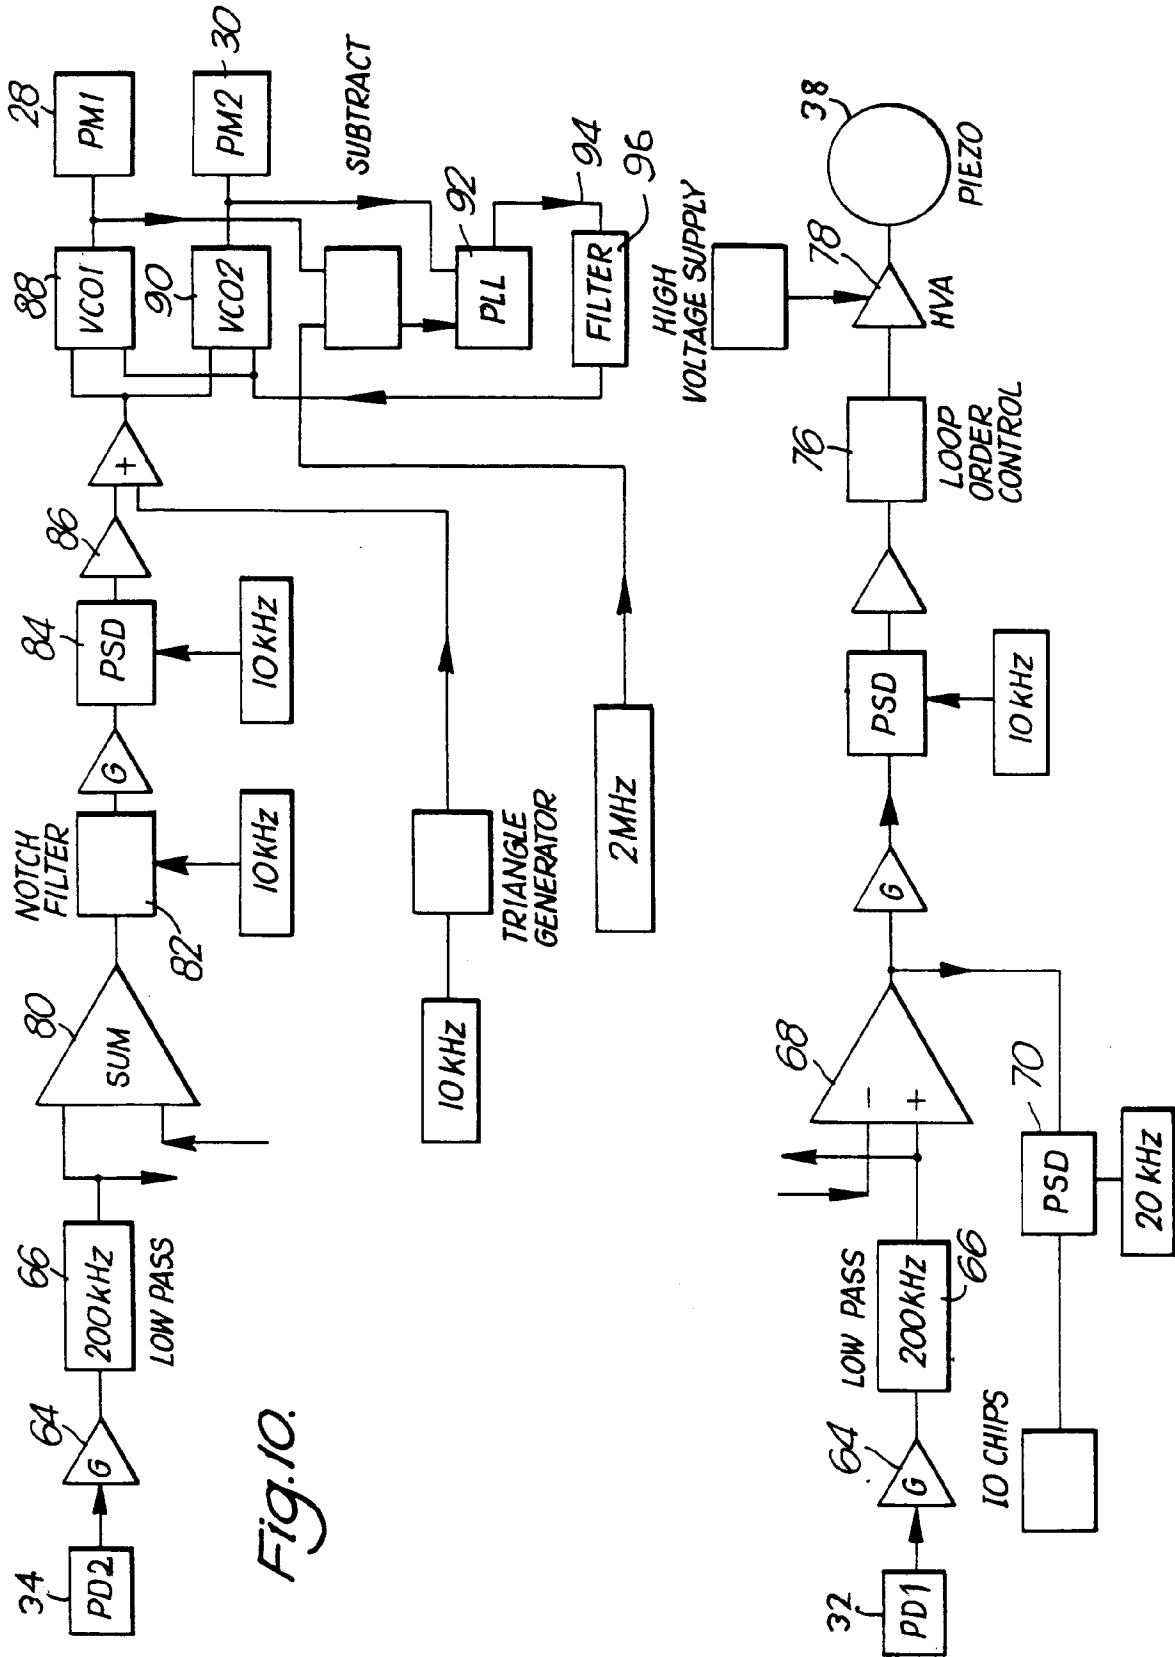 34
PD2
64
G
66
200kHz
LOW PASS
80
SUM
NOTCH
FILTER
82
10kHz
G
84
PSD
10kHz
86
+
88
VCO1
28
PM1
90
VCO2
30
PM2
SUBTRACT
92
PLL
94
FILTER
96
10kHz
TRIANGLE
GENERATOR
2MHz
Fig.10.
32
PD1
64
G
LOW PASS
200kHz
66
68
-
+
G
PSD
10kHz
76
LOOP
ORDER
CONTROL
HIGH
VOLTAGE SUPPLY
78
HVA
38
PIEZO
IO CHIPS
70
PSD
20 kHz